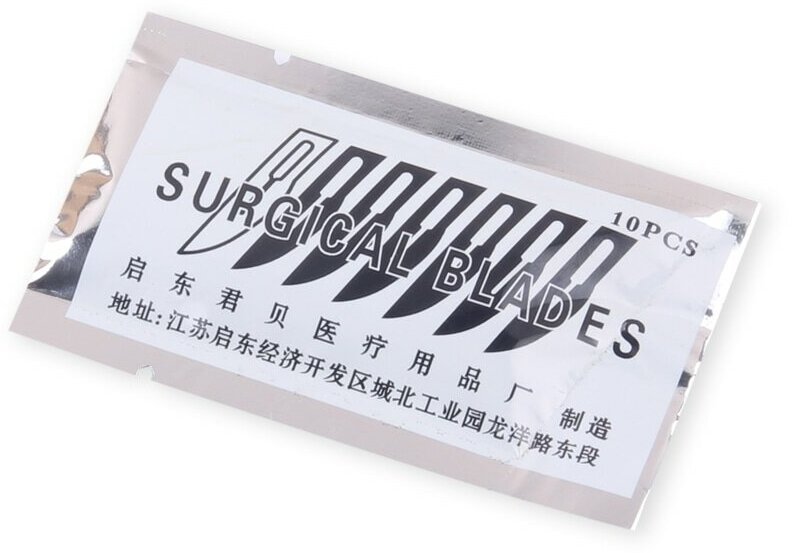 10PCS
SURGICAL BLADES
启东君贝医疗用品厂 制造
地址:江苏启东经济开发区城北工业园龙洋路东段